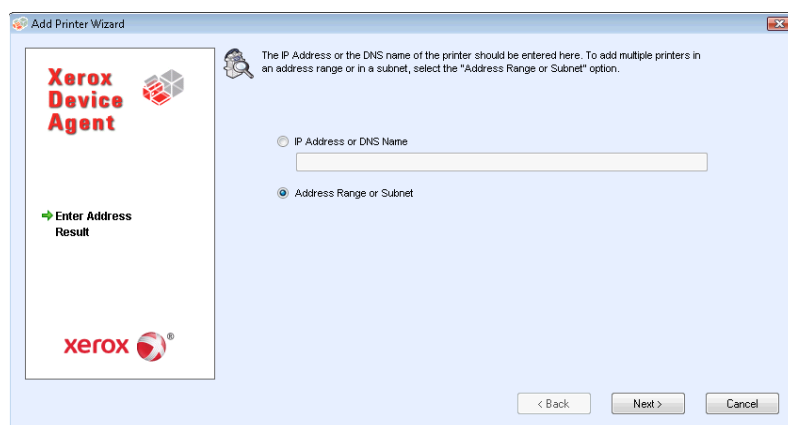 Add Printer Wizard
Xerox
Device
Agent
The IP Address or the DNS name of the printer should be entered here. To add multiple printers in
an address range or in a subnet, select the "Address Range or Subnet" option.
IP Address or DNS Name
Address Range or Subnet
Enter Address
Result
xerox ®
< Back
Next >
Cancel